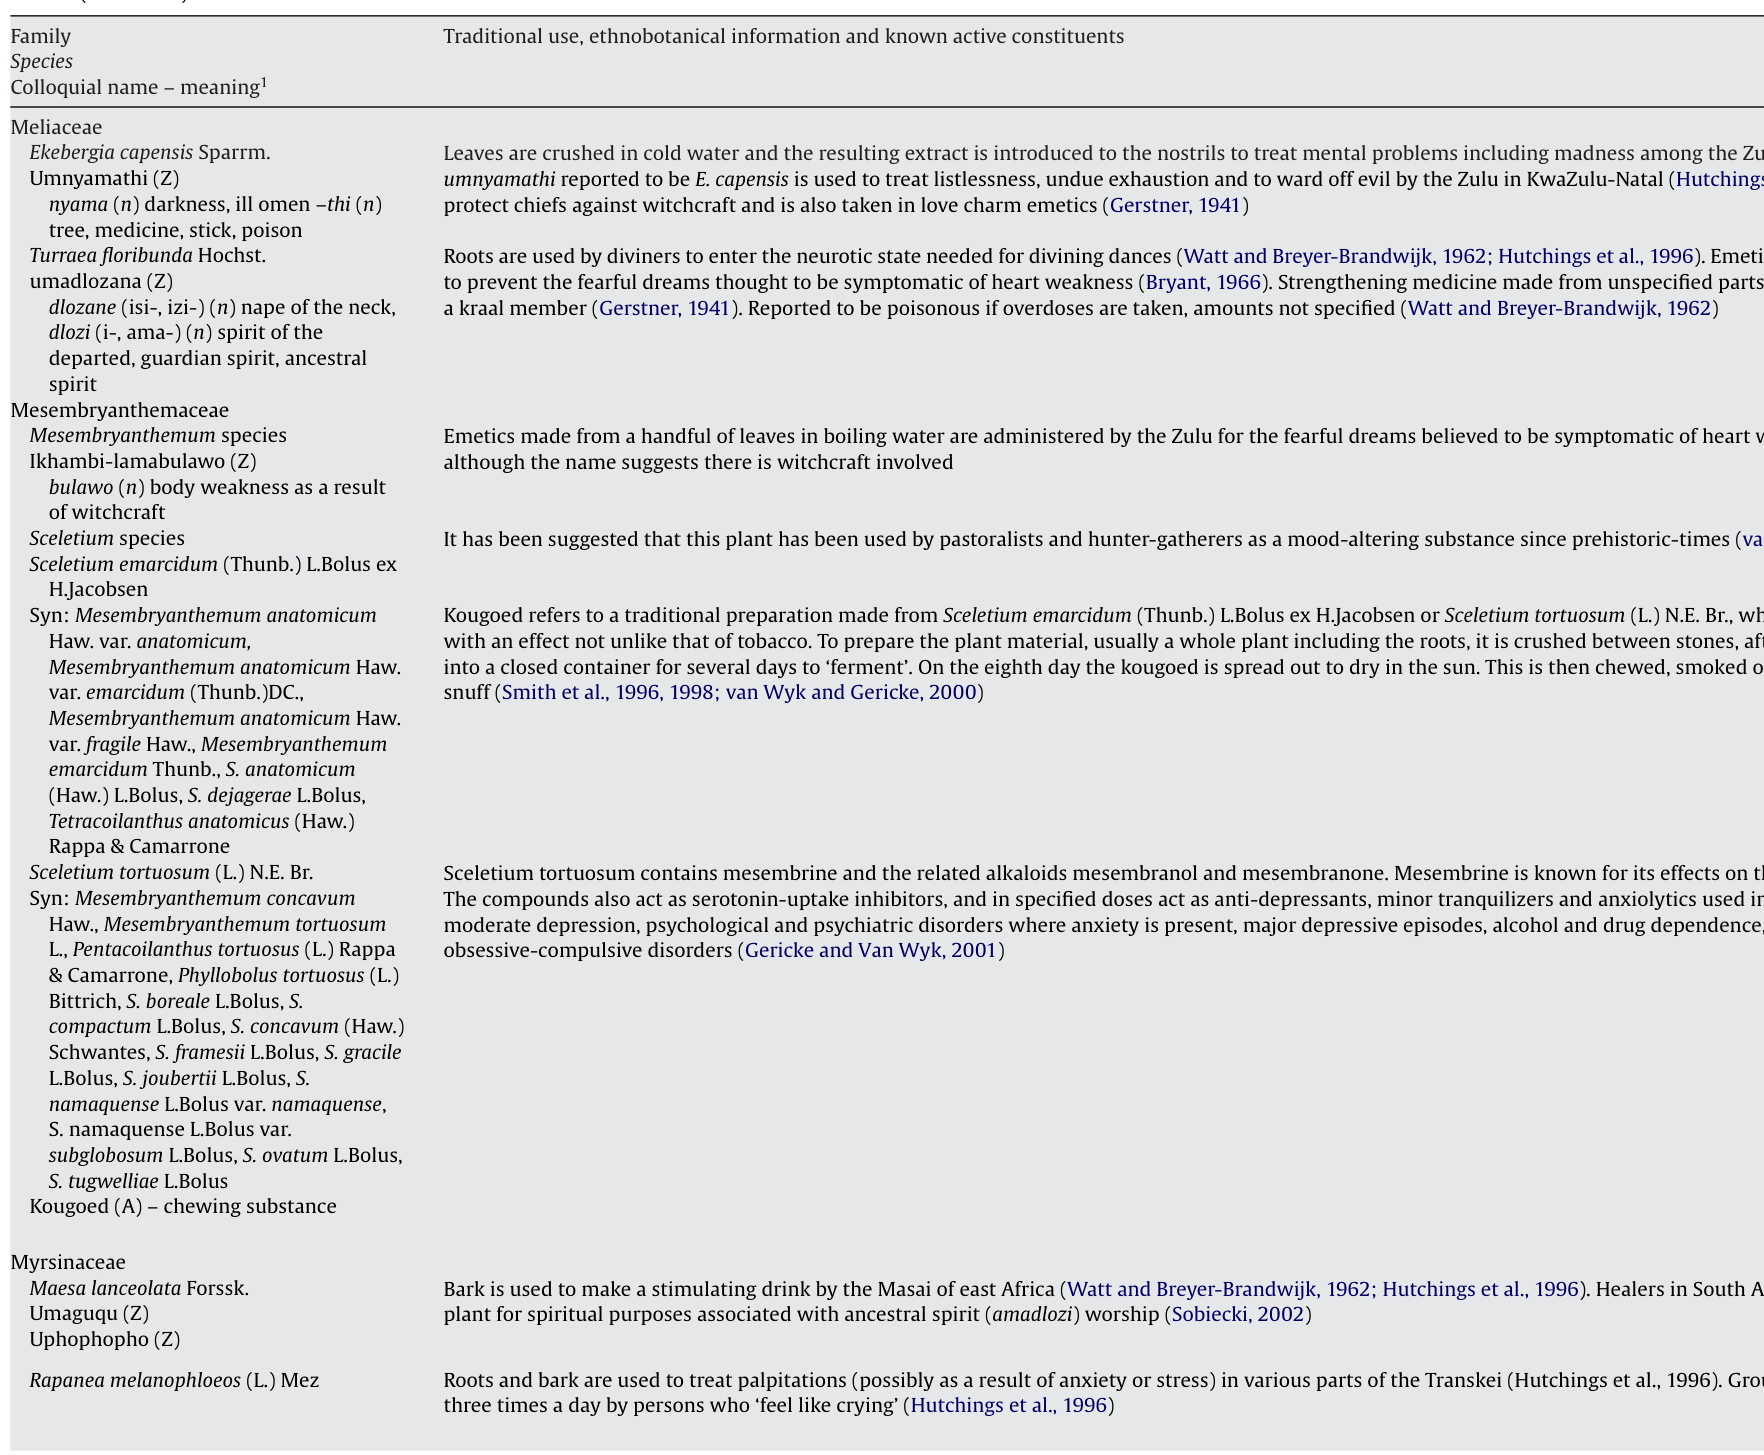 Family
Species
Colloquial name – meaning1
Traditional use, ethnobotanical information and known active constituents
Meliaceae
Ekebergia capensis Sparrm.
Umnyamathi (Z)
nyama (n) darkness, ill omen –thi (n)
tree, medicine, stick, poison
Leaves are crushed in cold water and the resulting extract is introduced to the nostrils to treat mental problems including madness among the Zu
umnyamathi reported to be E. capensis is used to treat listlessness, undue exhaustion and to ward off evil by the Zulu in KwaZulu-Natal (Hutchings
protect chiefs against witchcraft and is also taken in love charm emetics (Gerstner, 1941)
Turraea floribunda Hochst.
umadlozana (Z)
dlozane (isi-, izi-) (n) nape of the neck,
dlozi (i-, ama-) (n) spirit of the
departed, guardian spirit, ancestral
spirit
Roots are used by diviners to enter the neurotic state needed for divining dances (Watt and Breyer-Brandwijk, 1962; Hutchings et al., 1996). Emeti
to prevent the fearful dreams thought to be symptomatic of heart weakness (Bryant, 1966). Strengthening medicine made from unspecified parts
a kraal member (Gerstner, 1941). Reported to be poisonous if overdoses are taken, amounts not specified (Watt and Breyer-Brandwijk, 1962)
Mesembryanthemaceae
Mesembryanthemum species
Ikhambi-lamabulawo (Z)
bulawo (n) body weakness as a result
of witchcraft
Emetics made from a handful of leaves in boiling water are administered by the Zulu for the fearful dreams believed to be symptomatic of heart w
although the name suggests there is witchcraft involved
Sceletium species
It has been suggested that this plant has been used by pastoralists and hunter-gatherers as a mood-altering substance since prehistoric-times (va
Sceletium emarcidum (Thunb.) L.Bolus ex
H.Jacobsen
Syn: Mesembryanthemum anatomicum
Haw. var. anatomicum,
Mesembryanthemum anatomicum Haw.
var. emarcidum (Thunb.)DC.,
Mesembryanthemum anatomicum Haw.
var. fragile Haw., Mesembryanthemum
emarcidum Thunb., S. anatomicum
(Haw.) L.Bolus, S. dejagerae L.Bolus,
Tetracoilanthus anatomicus (Haw.)
Rappa & Camarrone
Kougoed refers to a traditional preparation made from Sceletium emarcidum (Thunb.) L.Bolus ex H.Jacobsen or Sceletium tortuosum (L.) N.E. Br., wh
with an effect not unlike that of tobacco. To prepare the plant material, usually a whole plant including the roots, it is crushed between stones, aft
into a closed container for several days to ‘ferment’. On the eighth day the kougoed is spread out to dry in the sun. This is then chewed, smoked o
snuff (Smith et al., 1996, 1998; van Wyk and Gericke, 2000)
Sceletium tortuosum (L.) N.E. Br.
Syn: Mesembryanthemum concavum
Haw., Mesembryanthemum tortuosum
L., Pentacoilanthus tortuosus (L.) Rappa
& Camarrone, Phyllobolus tortuosus (L.)
Bittrich, S. boreale L.Bolus, S.
compactum L.Bolus, S. concavum (Haw.)
Schwantes, S. framesii L.Bolus, S. gracile
L.Bolus, S. joubertii L.Bolus, S.
namaquense L.Bolus var. namaquense,
S. namaquense L.Bolus var.
subglobosum L.Bolus, S. ovatum L.Bolus,
S. tugwelliae L.Bolus
Kougoed (A) – chewing substance
Sceletium tortuosum contains mesembrine and the related alkaloids mesembranol and mesembranone. Mesembrine is known for its effects on th
The compounds also act as serotonin-uptake inhibitors, and in specified doses act as anti-depressants, minor tranquilizers and anxiolytics used in
moderate depression, psychological and psychiatric disorders where anxiety is present, major depressive episodes, alcohol and drug dependence,
obsessive-compulsive disorders (Gericke and Van Wyk, 2001)
Myrsinaceae
Maesa lanceolata Forssk.
Umaguqu (Z)
Uphophopho (Z)
Bark is used to make a stimulating drink by the Masai of east Africa (Watt and Breyer-Brandwijk, 1962; Hutchings et al., 1996). Healers in South A
plant for spiritual purposes associated with ancestral spirit (amadlozi) worship (Sobiecki, 2002)
Rapanea melanophloeos (L.) Mez
Roots and bark are used to treat palpitations (possibly as a result of anxiety or stress) in various parts of the Transkei (Hutchings et al., 1996). Grou
three times a day by persons who ‘feel like crying’ (Hutchings et al., 1996)